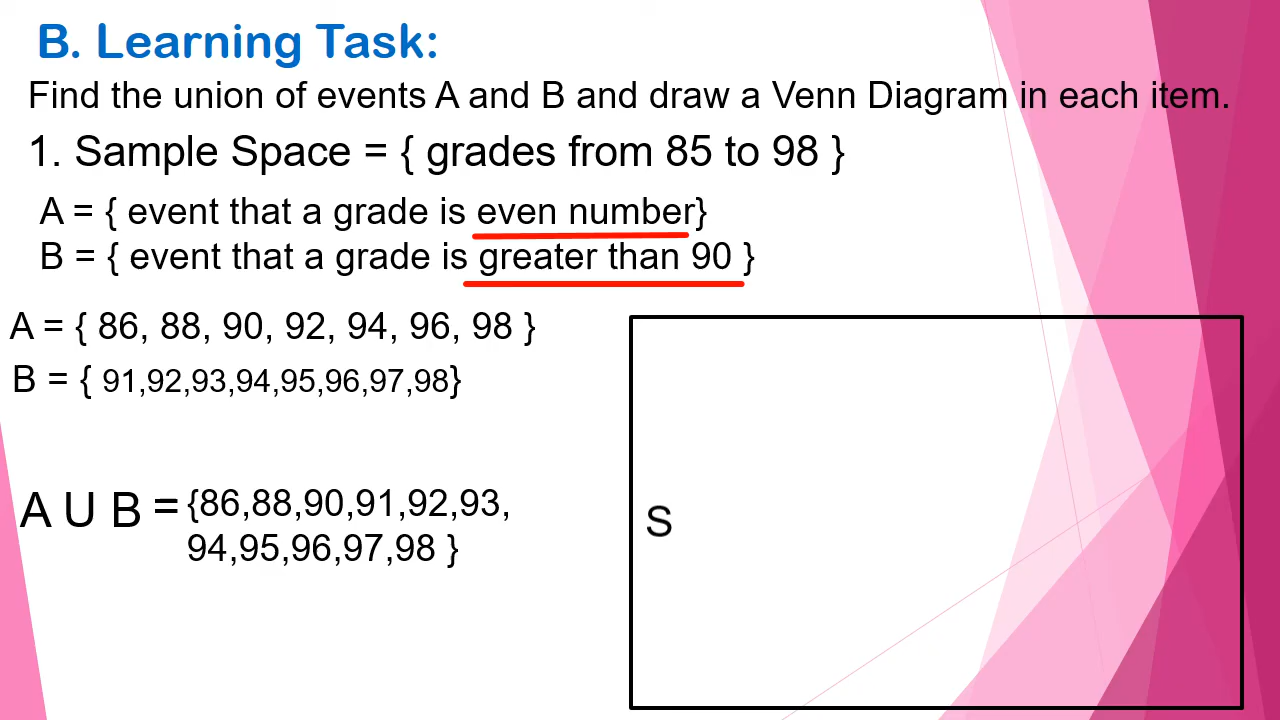 B. Learning Task:
Find the union of events A and B and draw a Venn Diagram in each item.
1. Sample Space = { grades from 85 to 98 }
A = { event that a grade is even number}
B = { event that a grade is greater than 90 }
A = { 86, 88, 90, 92, 94, 96, 98 }
B = { 91,92,93,94,95,96,97,98}
A U B = {86,88,90,91,92,93,
94,95,96,97,98 }
S